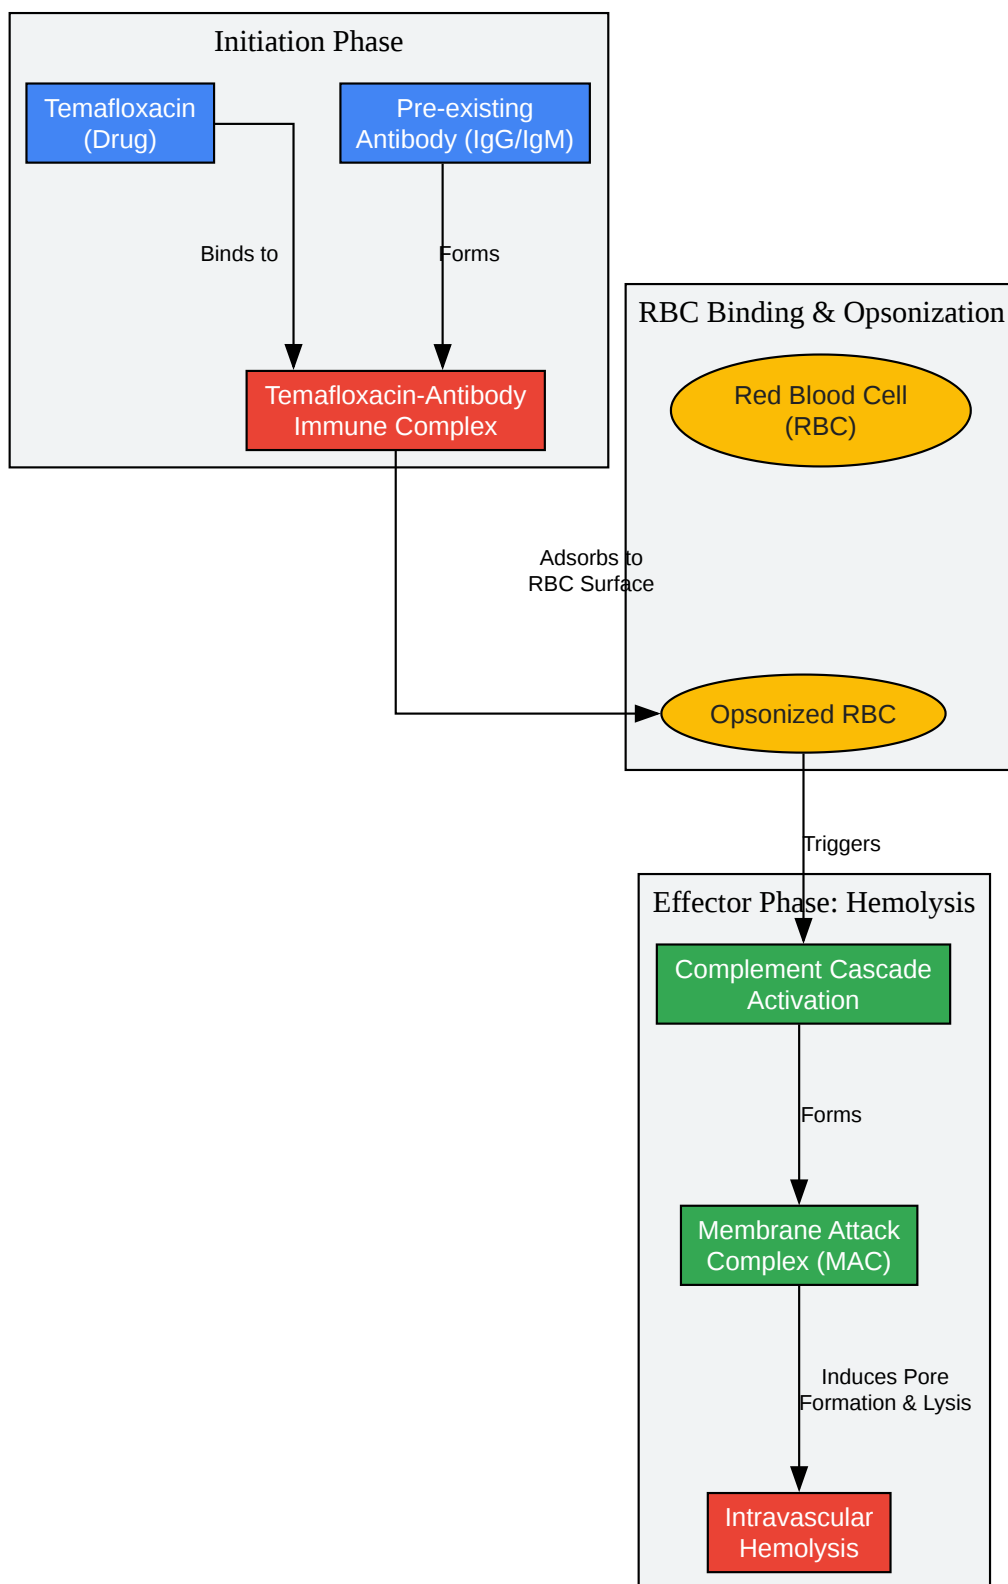 Initiation Phase
Temafloxacin
(Drug)
Pre-existing
Antibody (IgG/IgM)
Binds to
Forms
Temafloxacin-Antibody
Immune Complex
RBC Binding & Opsonization
Red Blood Cell
(RBC)
Adsorbs to
RBC Surface
Opsonized RBC
Triggers
Effector Phase: Hemolysis
Complement Cascade
Activation
Forms
Membrane Attack
Complex (MAC)
Induces Pore
Formation & Lysis
Intravascular
Hemolysis